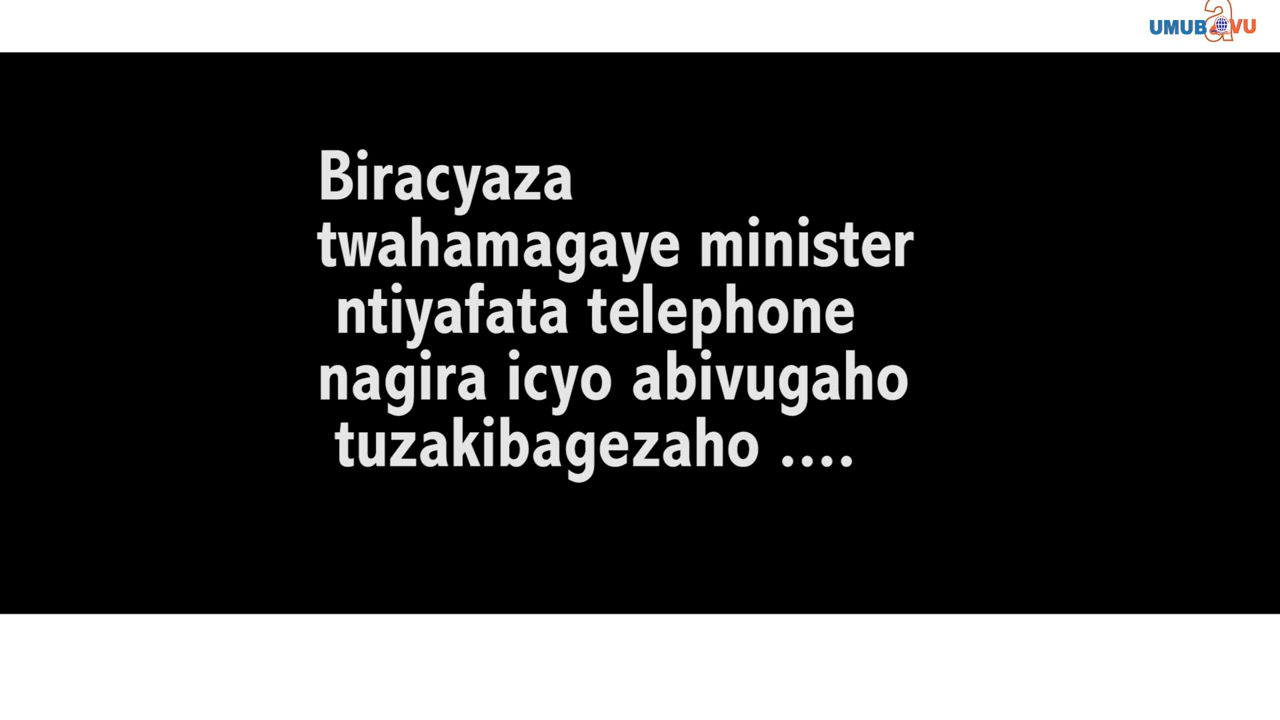 UMUBaVU
Biracyaza
twahamagaye minister
ntiyafata telephone
nagira icyo abivugaho
tuzakibagezaho ....